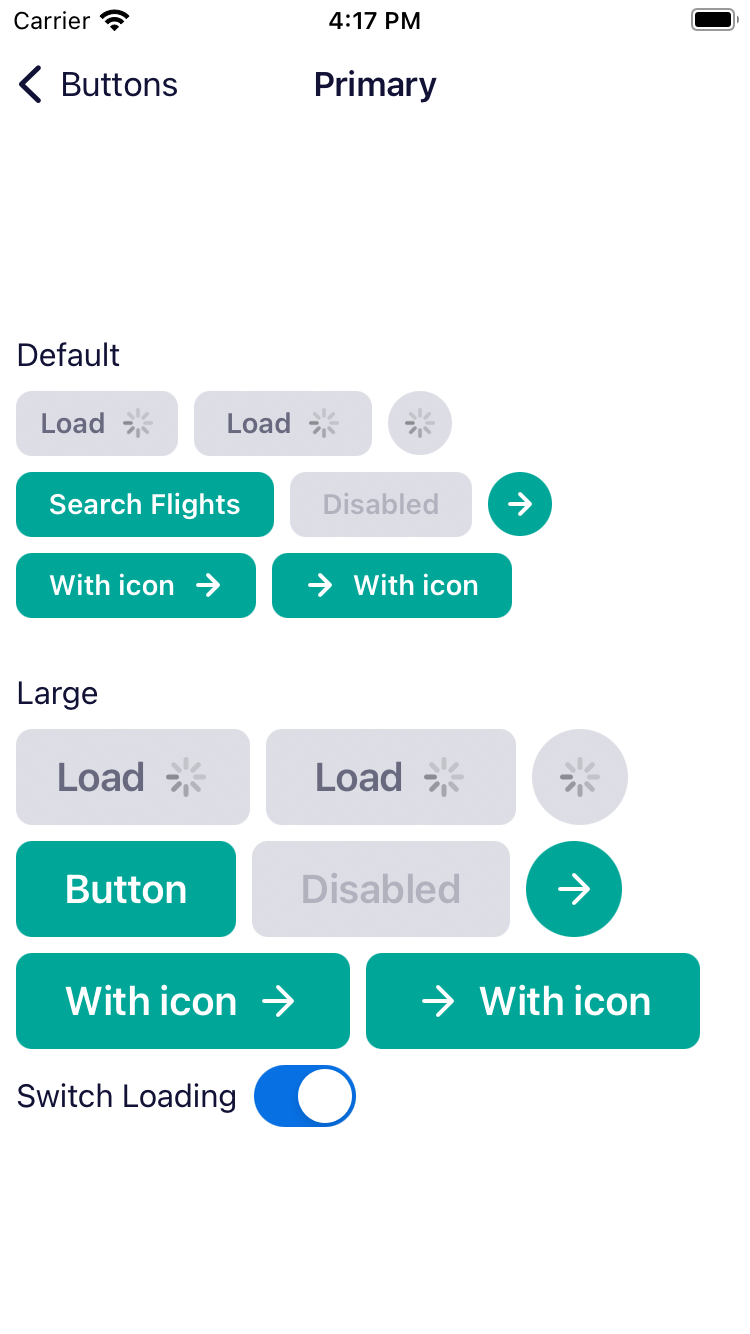 Carrier 4:17 PM
Buttons Primary
Default
Load Load
Search Flights Disabled
With icon With icon
Large
Load Load
Button Disabled
With icon With icon
Switch Loading